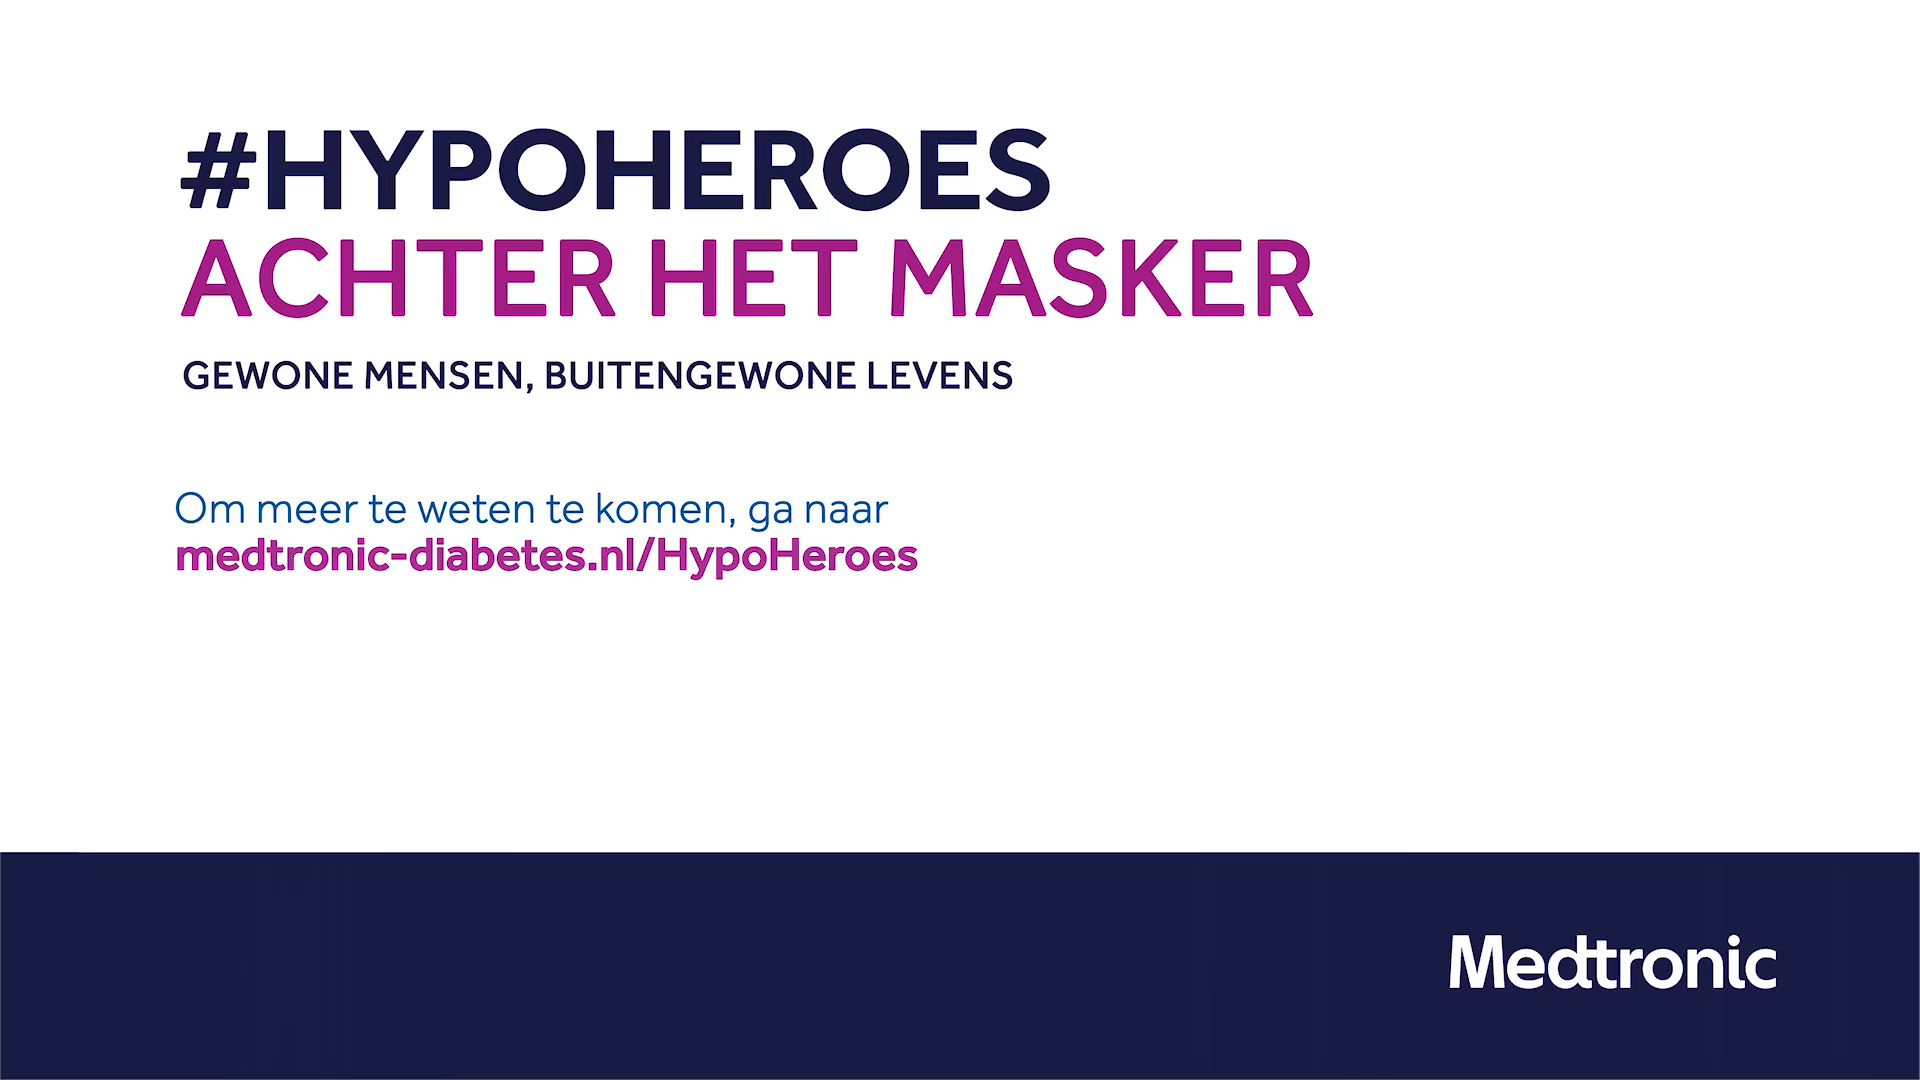 #HYPOHEROES
ACHTER HET MASKER
GEWONE MENSEN, BUITENGEWONE LEVENS
Om meer te weten te komen, ga naar
medtronic-diabetes.nl/HypoHeroes
Medtronic